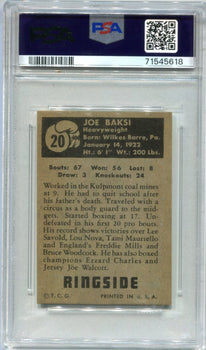 PSA
71545618
20
JOE BAKSI
Heavyweight
Born: Wilkes Barre, Pa.
January 14, 1922
Ht.: 6'1" Wt.: 200 lbs.
Bouts: 67 Won: 56 Lost: 8
Draw: 3 Knockouts: 24
Worked in the Kulpmont coal mines
at 9. He had to quit school after
his father's death. Traveled with a
circus as a body guard to the midg-
ets. Started boxing at 17. Un-
defeated in his first 20 pro bouts.
His record shows victories over Lee
Savold, Lou Nova, Tami Mauriello
and England's Freddie Mills and
Bruce Woodcock. He has also boxed
champions Ezzard Charles and
Jersey Joe Walcott.
RINGSIDE
©T.C.G. PRINTED IN U.S.A.